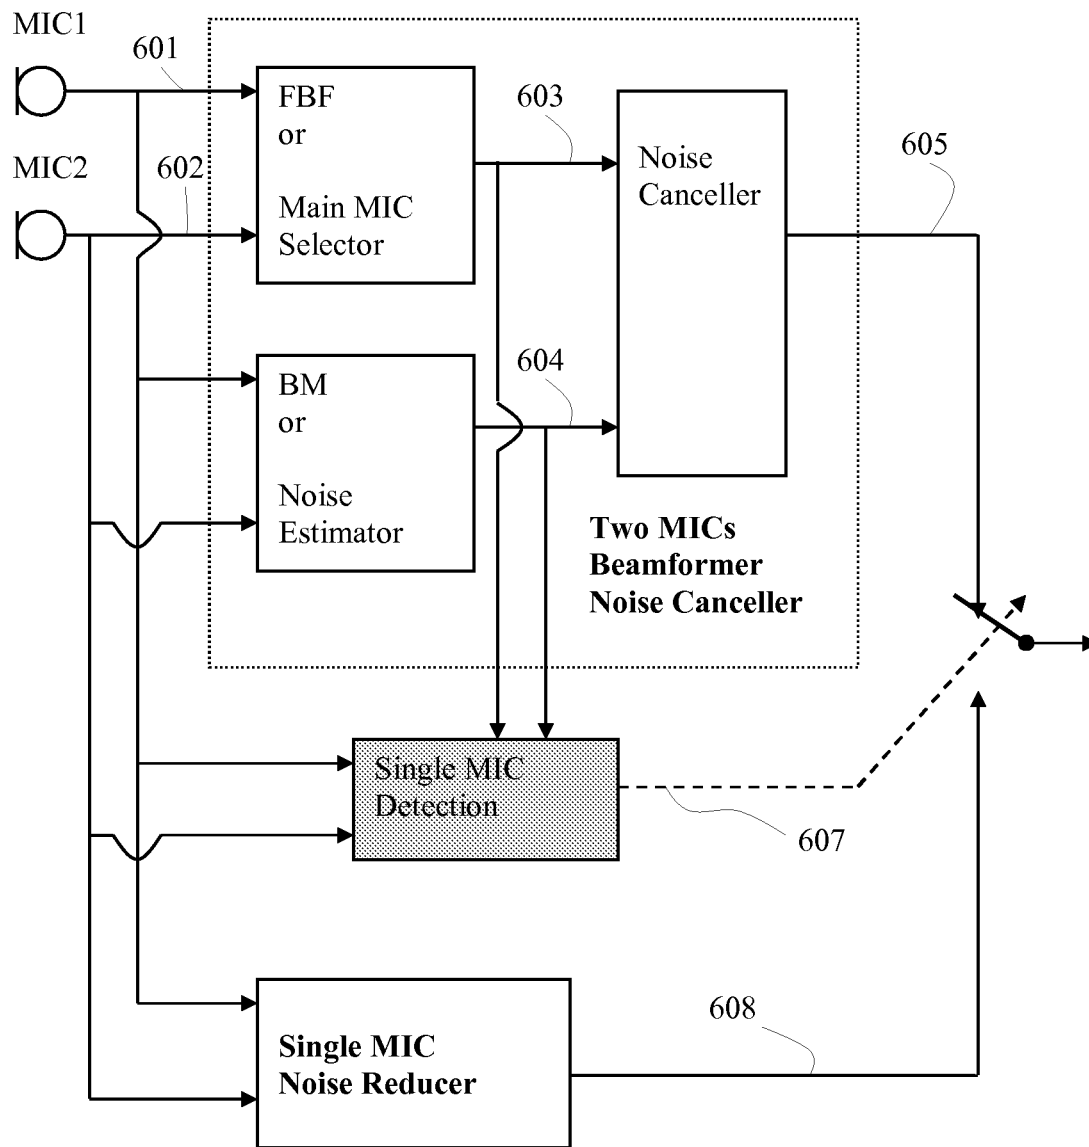 MIC1
601
FBF
or
Main MIC
Selector
603
Noise
Canceller
605
MIC2
602
BM
or
Noise
Estimator
604
Two MICs
Beamformer
Noise Canceller
Single MIC
Detection
607
Single MIC
Noise Reducer
608